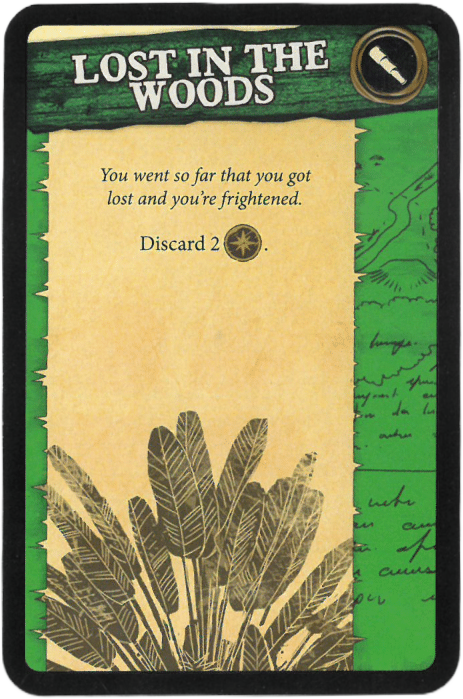 LOST IN THE
WOODS
You went so far that you got
lost and you're frightened.
Discard 2 .